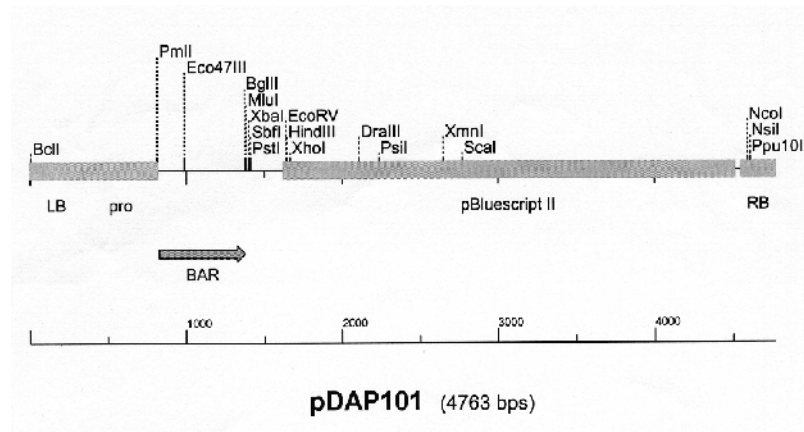 PmlI
Eco47III
BglII
MluI
XbaI EcoRV
SbfI HindIII DraIII XmnI NcoI
NsiI
BclI PstI XhoI PsiI ScaI Ppu10I
LB pro pBluescript II RB
BAR
1000 2000 3000 4000
pDAP101 (4763 bps)